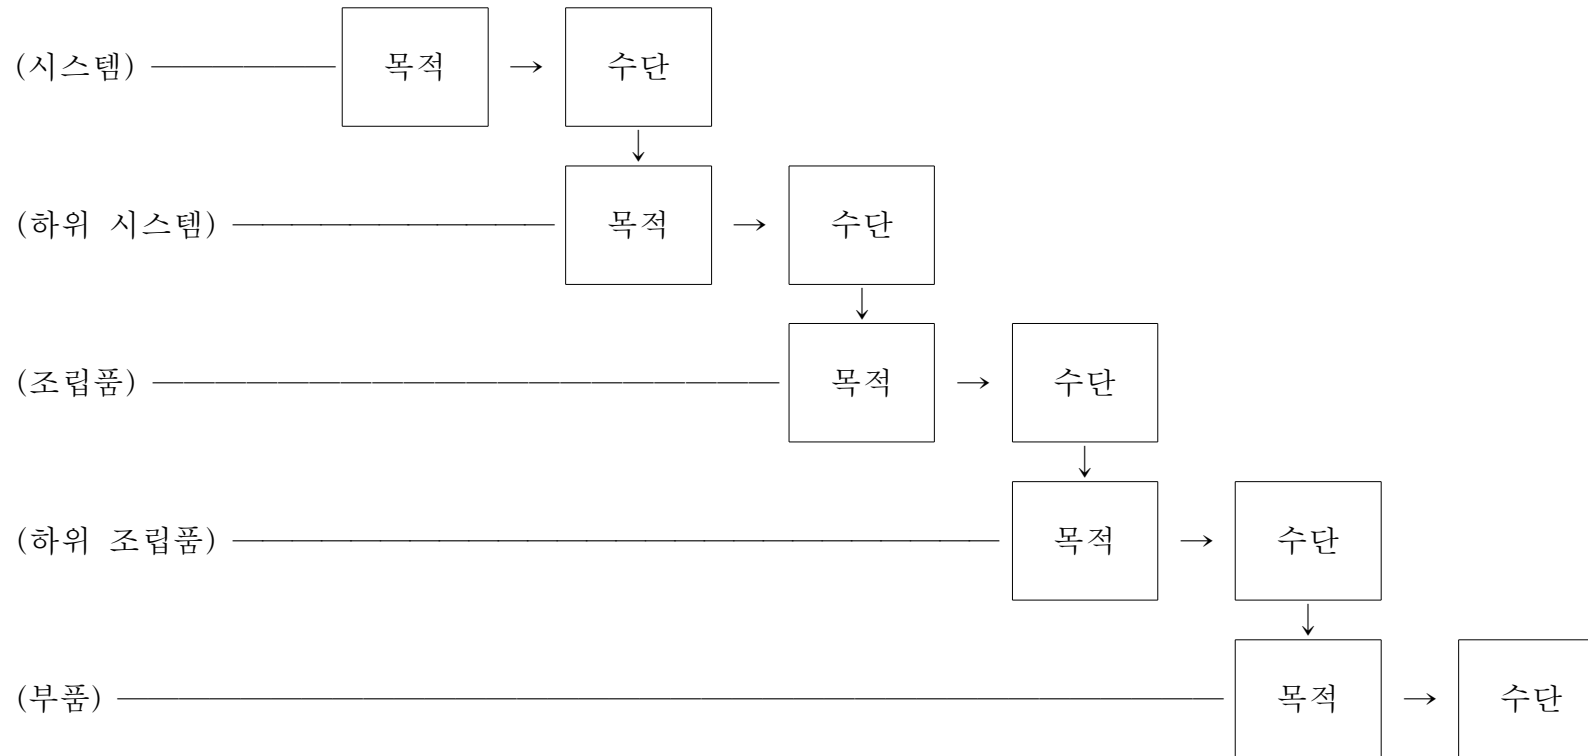 (시스템) 목적 → 수단
(하위 시스템) 목적 → 수단
(조립품) 목적 → 수단
(하위 조립품) 목적 → 수단
(부품) 목적 → 수단